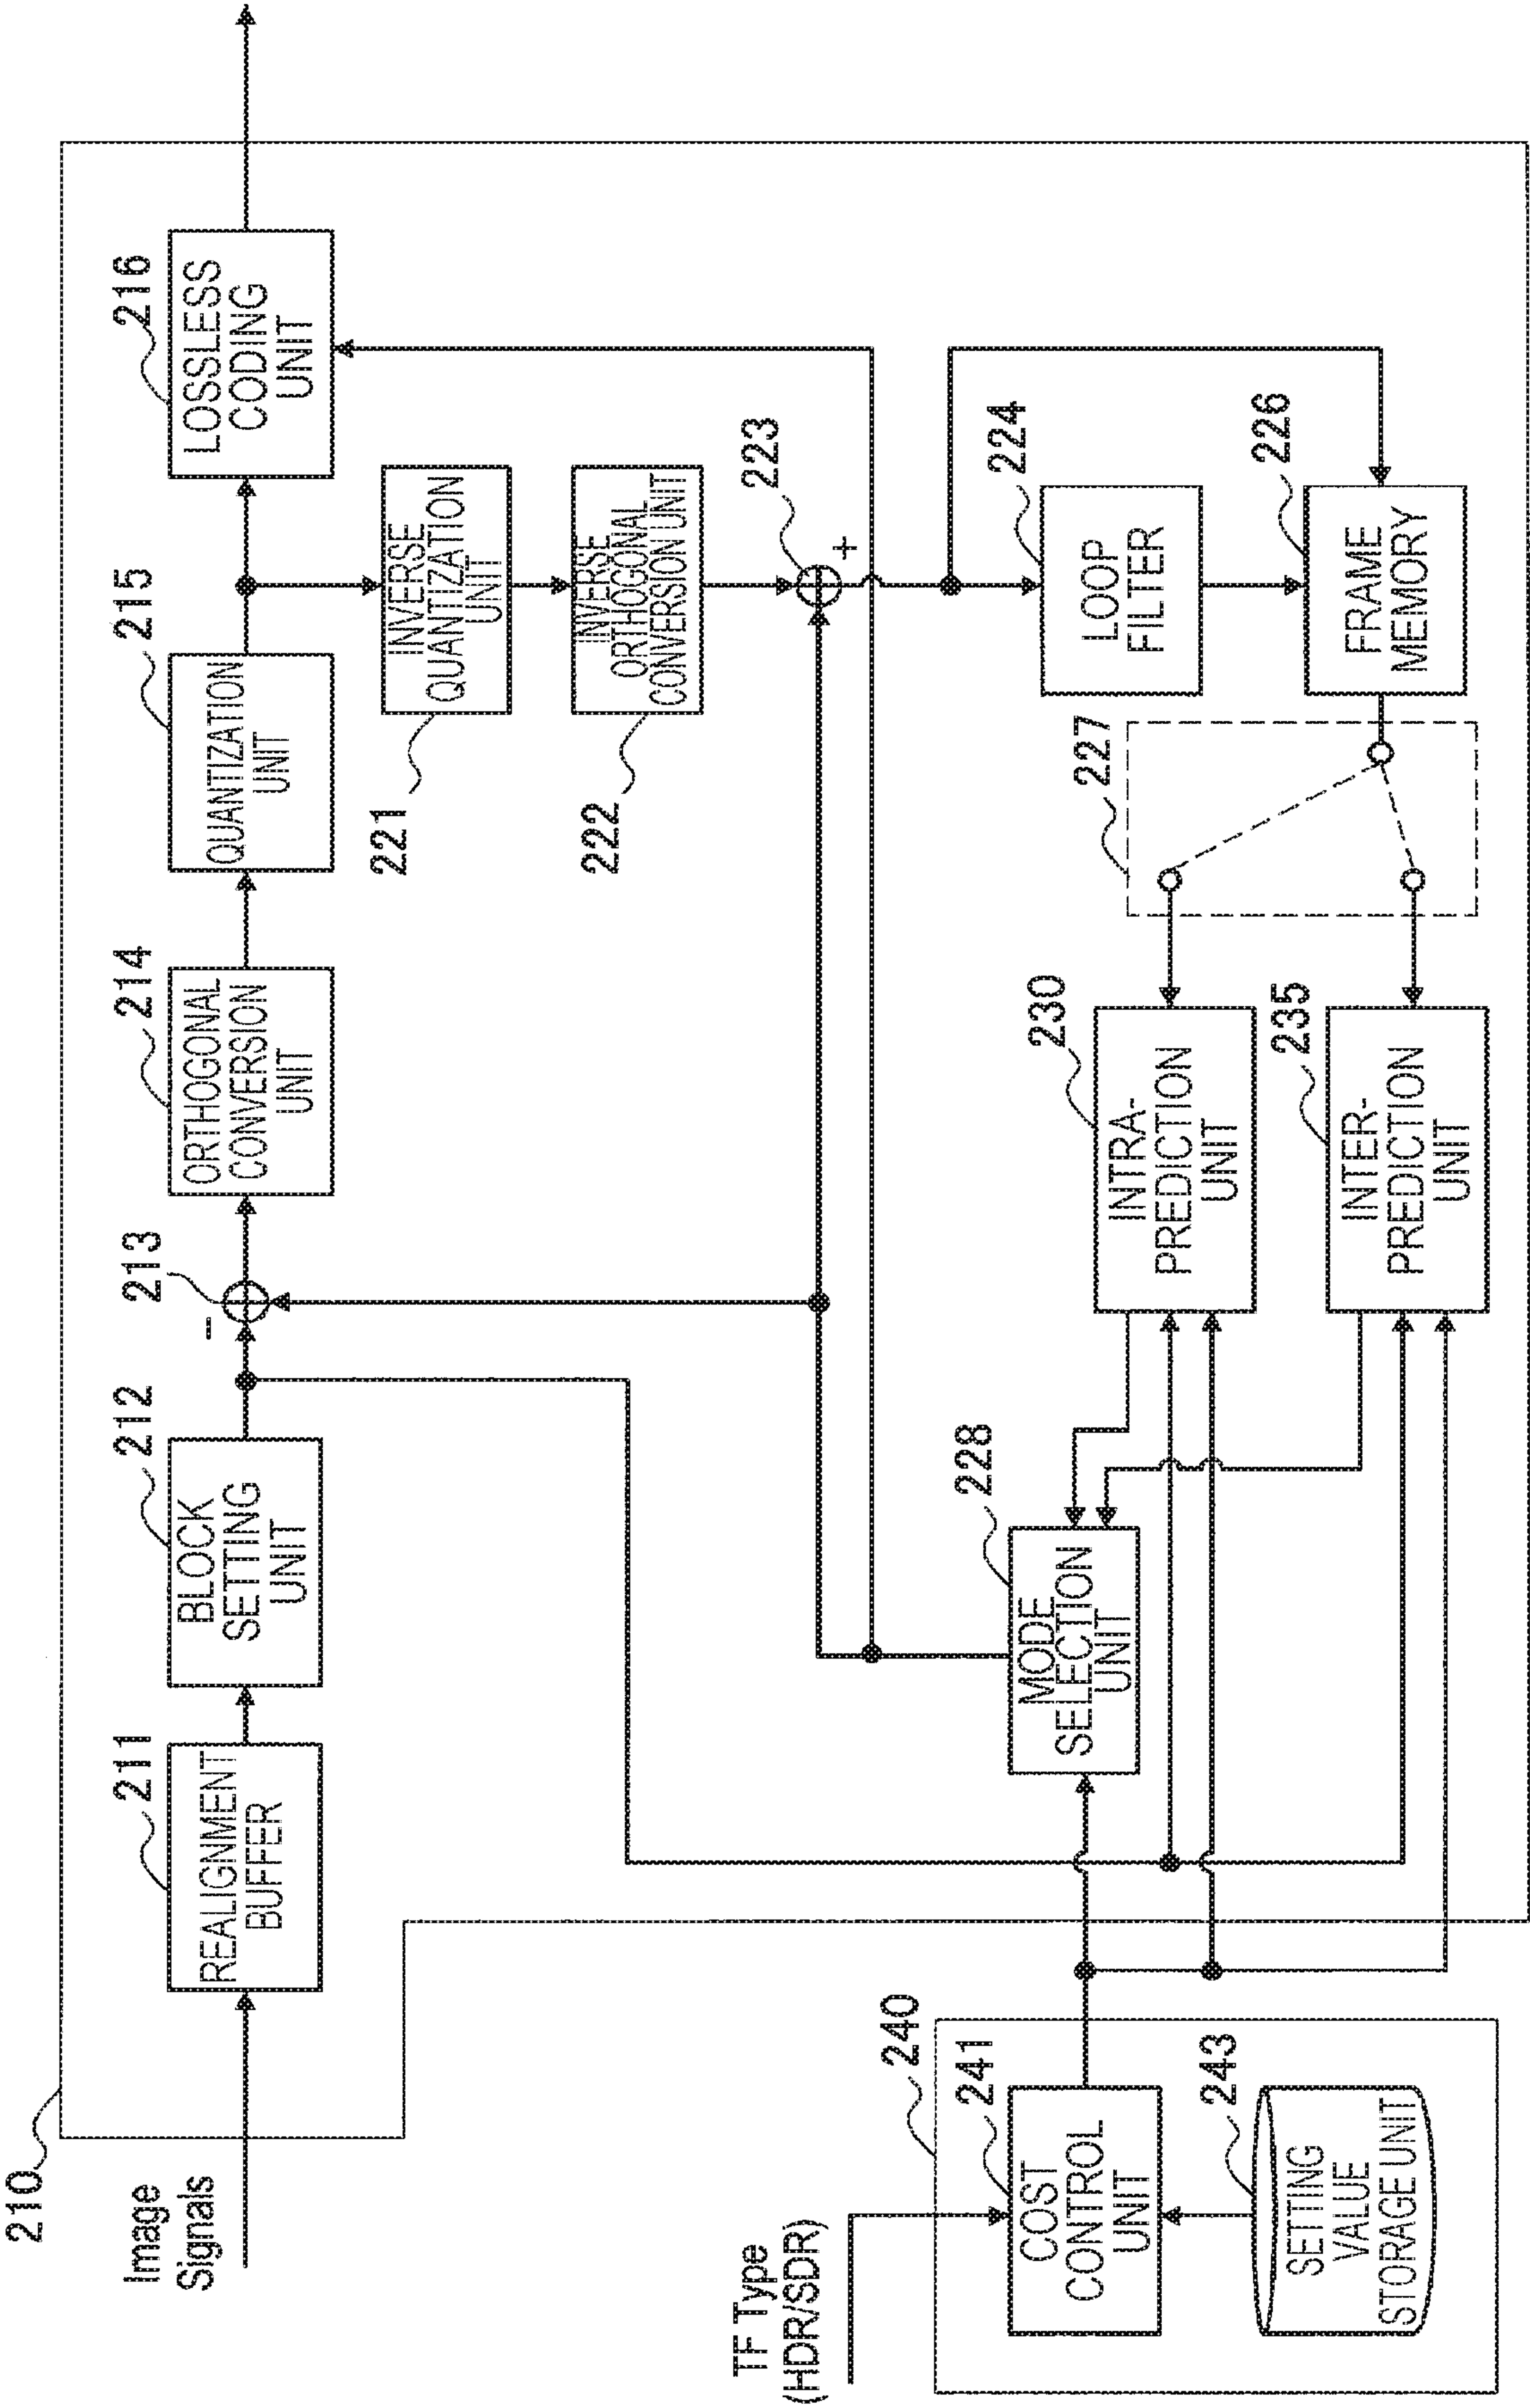 210
Image
Signals
211
REALIGNMENT
BUFFER
212
BLOCK
SETTING
UNIT
213
-
214
ORTHOGONAL
CONVERSION
UNIT
215
QUANTIZATION
UNIT
216
LOSSLESS
CODING
UNIT
221
INVERSE
QUANTIZATION
UNIT
222
INVERSE
ORTHOGONAL
CONVERSION UNIT
223
+
224
LOOP
FILTER
226
FRAME
MEMORY
227
228
MODE
SELECTION
UNIT
230
INTRA-
PREDICTION
UNIT
235
INTER-
PREDICTION
UNIT
TF Type
(HDR/SDR)
240
241
COST
CONTROL
UNIT
243
SETTING
VALUE
STORAGE UNIT